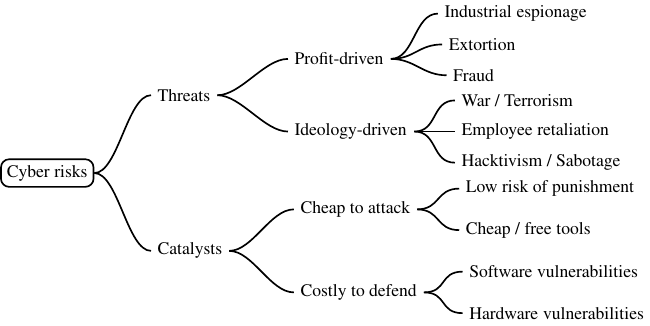 Cyber risks
Threats
Profit-driven
Industrial espionage
Extortion
Fraud
Ideology-driven
War / Terrorism
Employee retaliation
Hacktivism / Sabotage
Catalysts
Cheap to attack
Low risk of punishment
Cheap / free tools
Costly to defend
Software vulnerabilities
Hardware vulnerabilities